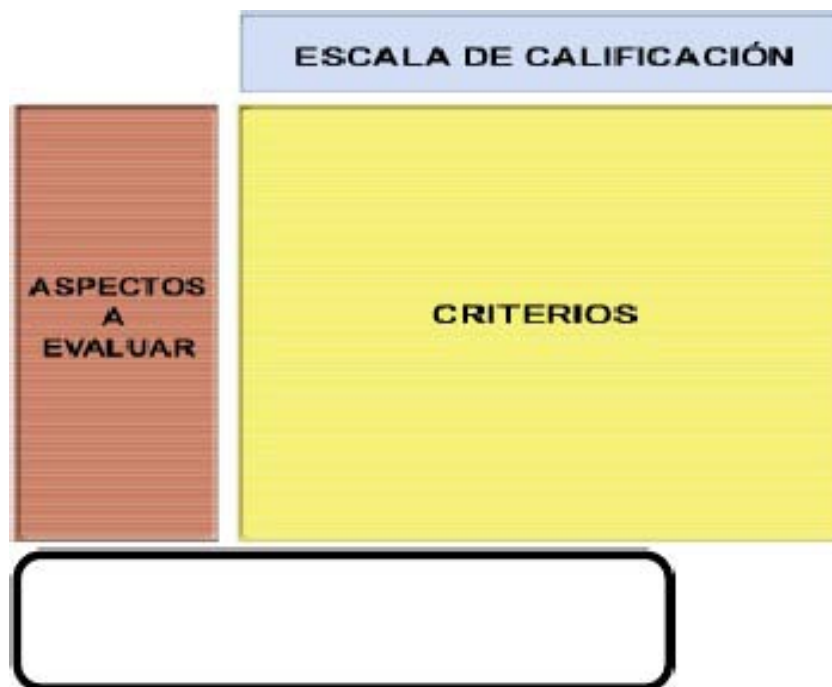 ESCALA DE CALIFICACIÓN
ASPECTOS
A
EVALUAR
CRITERIOS